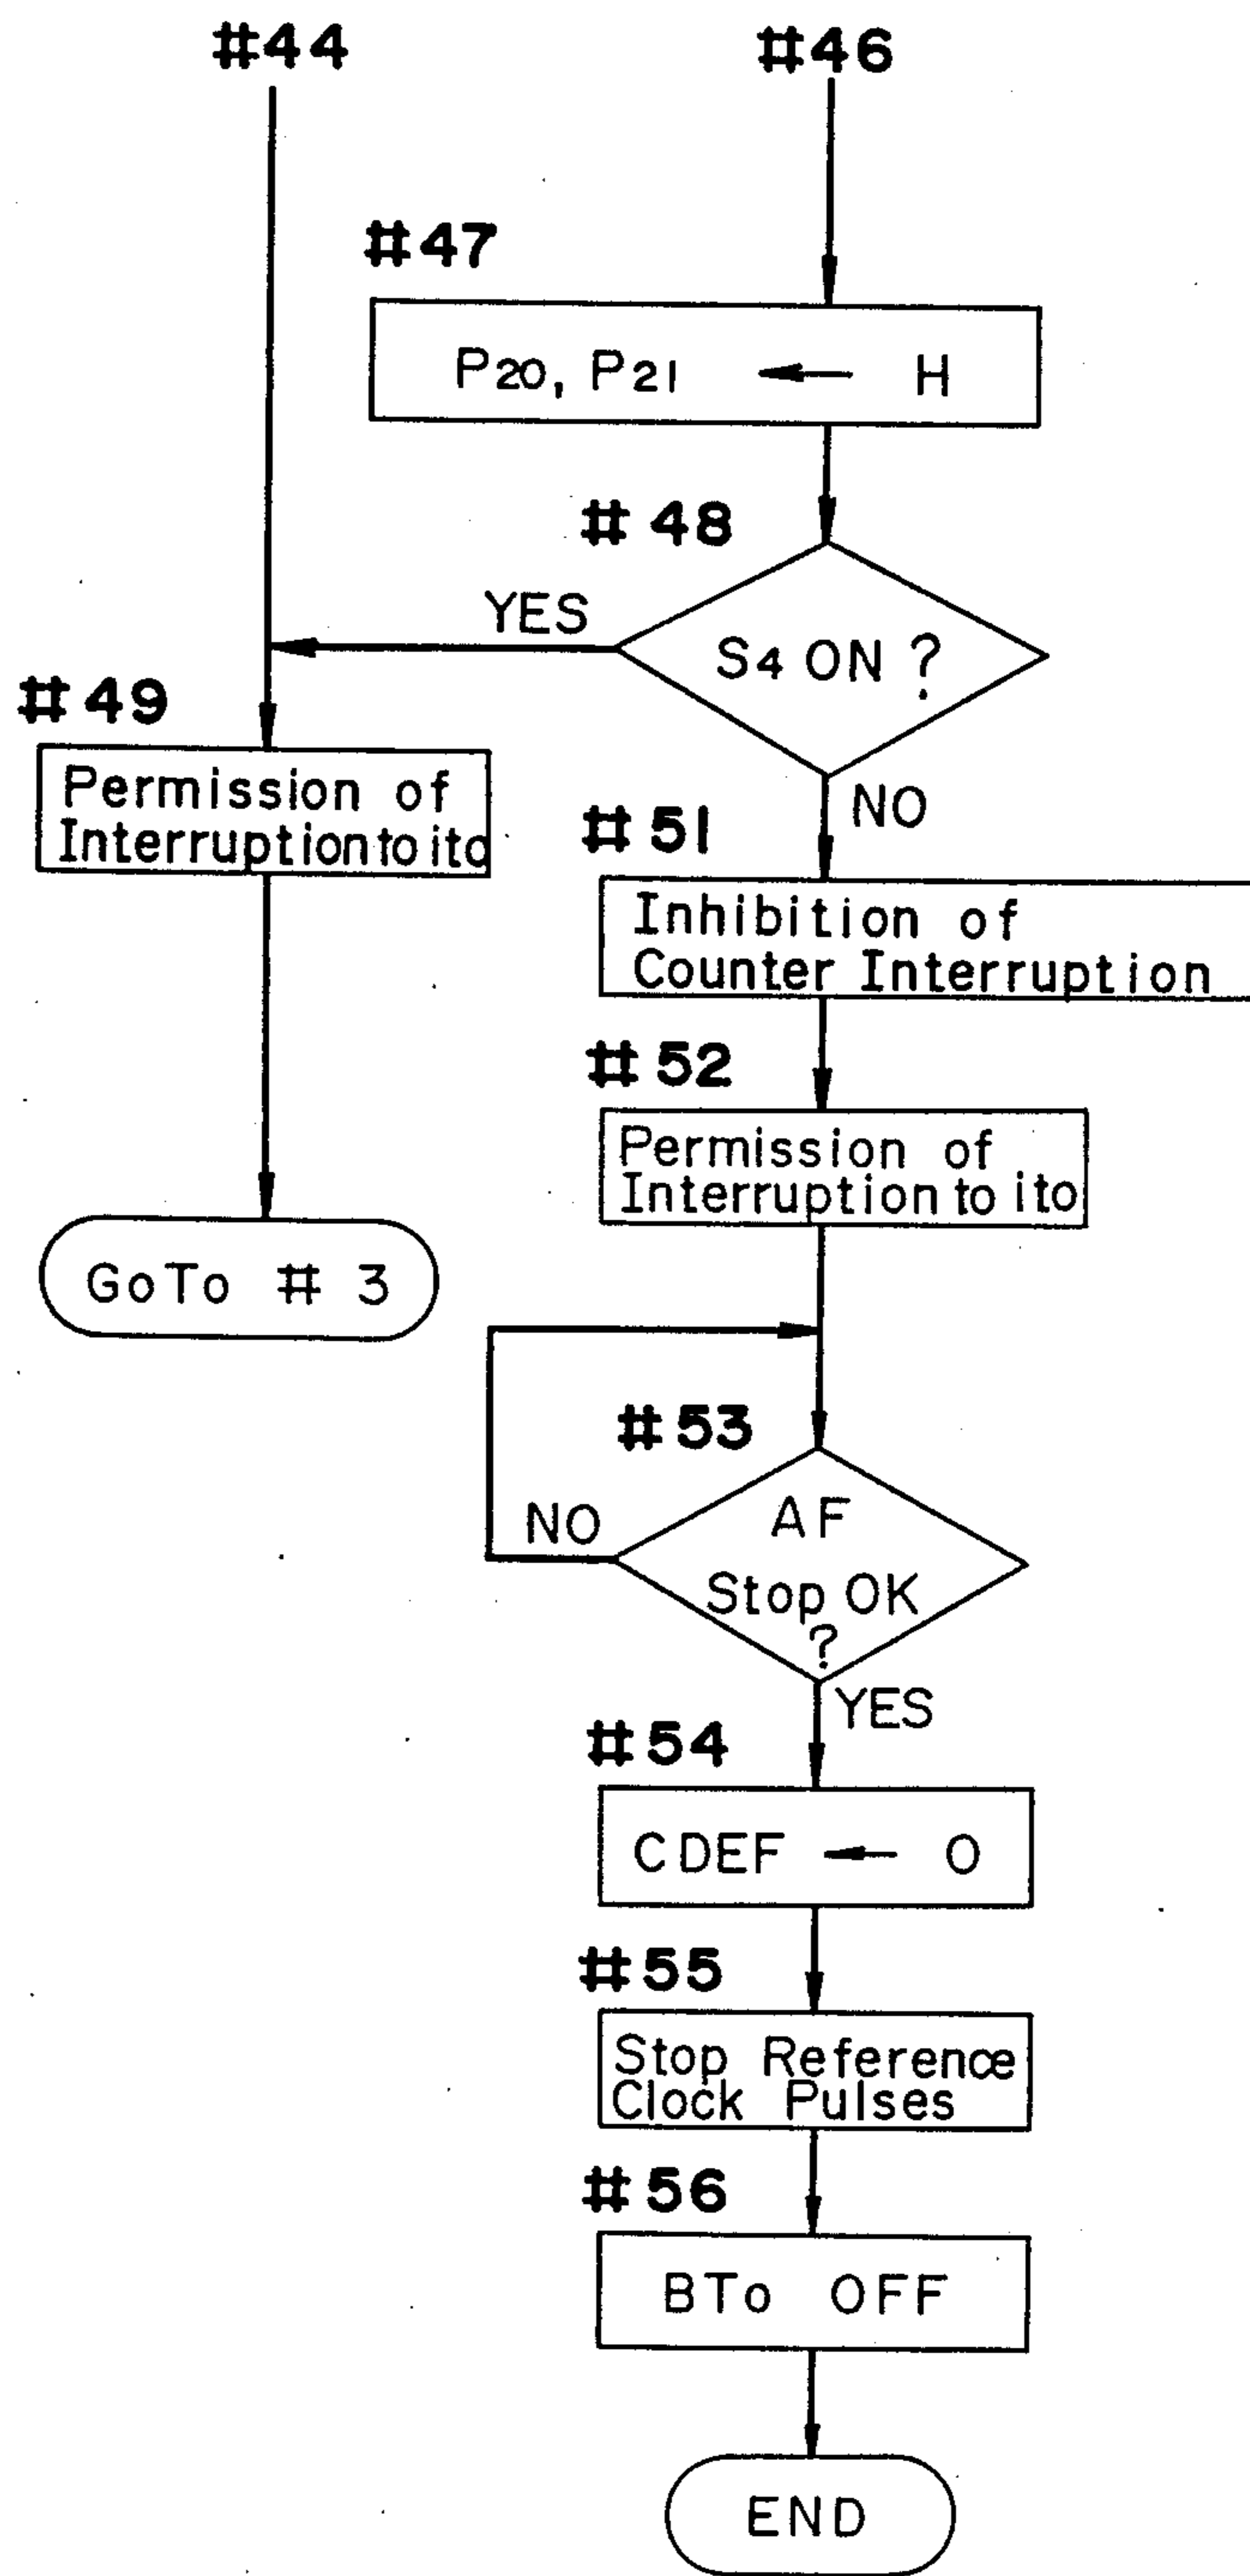 #44
#46
#47
P20, P21 ← H
#48
YES
S4 ON ?
#49
Permission of
Interruption to ito
NO
#51
Inhibition of
Counter Interruption
#52
Permission of
Interruption to ito
GoTo # 3
#53
NO
AF
Stop OK
?
YES
#54
CDEF ← O
#55
Stop Reference
Clock Pulses
#56
BTo OFF
END